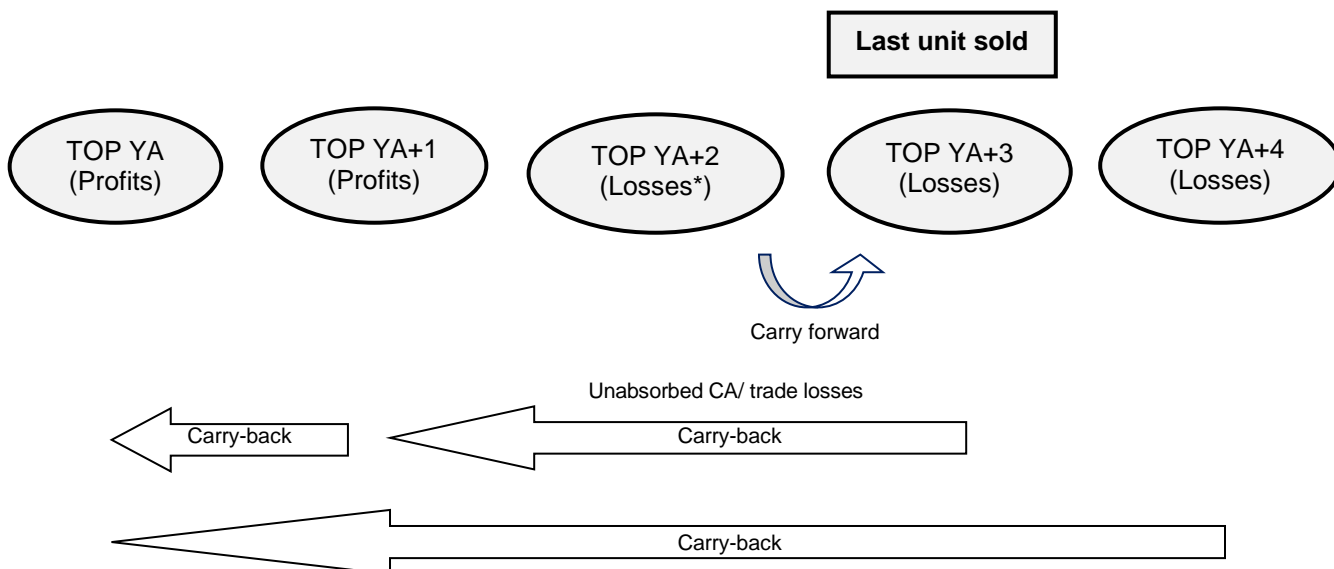 Last unit sold
TOP YA
(Profits)
TOP YA+1
(Profits)
TOP YA+2
(Losses*)
TOP YA+3
(Losses)
TOP YA+4
(Losses)
Carry forward
Unabsorbed CA/ trade losses
Carry-back
Carry-back
Carry-back